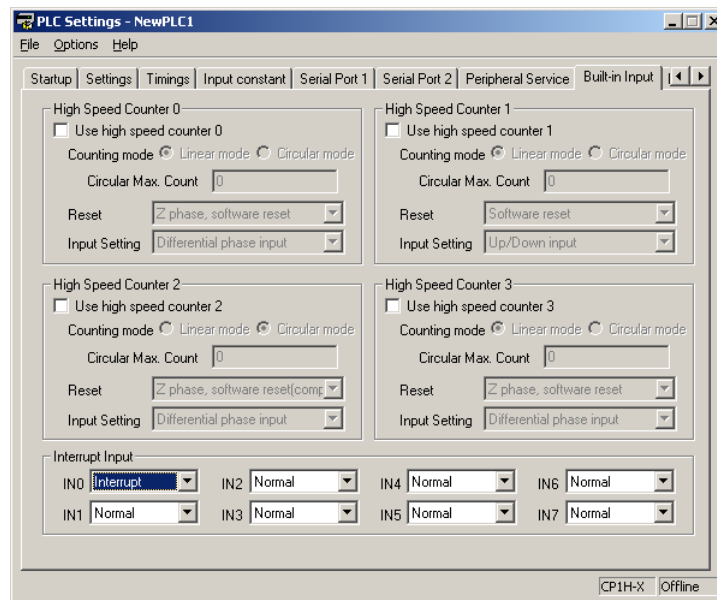 PLC Settings - NewPLC1
File Options Help
Startup Settings Timings Input constant Serial Port 1 Serial Port 2 Peripheral Service Built-in Input
High Speed Counter 0
Use high speed counter 0
Counting mode Linear mode Circular mode
Circular Max. Count 0
Reset Z phase, software reset
Input Setting Differential phase input
High Speed Counter 1
Use high speed counter 1
Counting mode Linear mode Circular mode
Circular Max. Count 0
Reset Software reset
Input Setting Up/Down input
High Speed Counter 2
Use high speed counter 2
Counting mode Linear mode Circular mode
Circular Max. Count 0
Reset Z phase, software reset(comp
Input Setting Differential phase input
High Speed Counter 3
Use high speed counter 3
Counting mode Linear mode Circular mode
Circular Max. Count 0
Reset Z phase, software reset
Input Setting Differential phase input
Interrupt Input
IN0 Interrupt IN2 Normal IN4 Normal IN6 Normal
IN1 Normal IN3 Normal IN5 Normal IN7 Normal
CP1H-X Offline